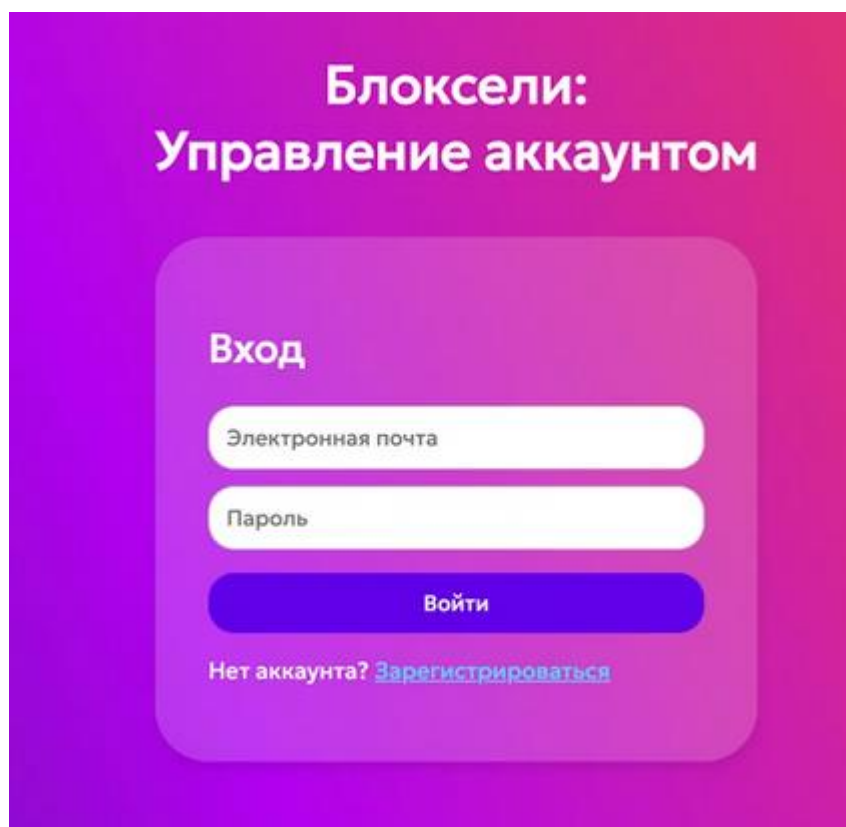 Блоксели:
Управление аккаунтом
Вход
Электронная почта
Пароль
Войти
Нет аккаунта? Зарегистрироваться